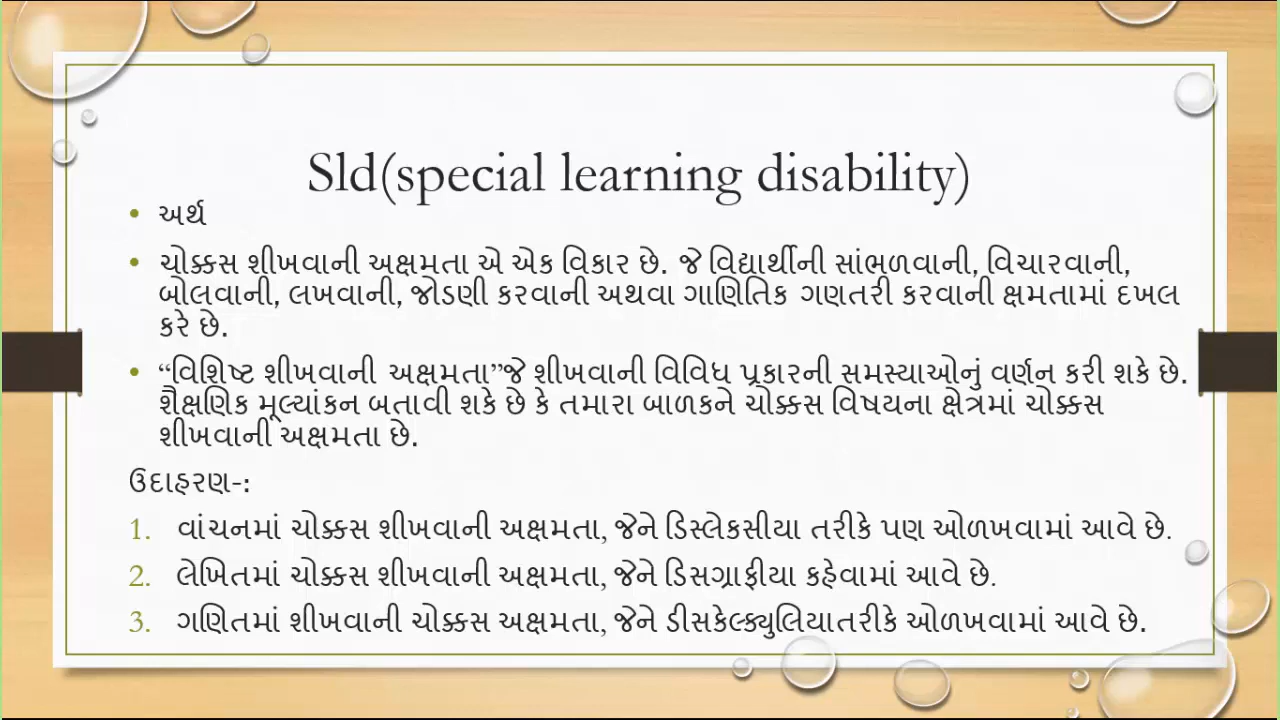 Sld(special learning disability)
• અર્થ
• ચોક્કસ શીખવાની અક્ષમતા એ એક વિકાર છે. જે વિદ્યાર્થીની સાંભળવાની, વિચારવાની,
બોલવાની, લખવાની, જોડણી કરવાની અથવા ગાણિતિક ગણતરી કરવાની ક્ષમતામાં દખલ
કરે છે.
• “વિશિષ્ટ શીખવાની અક્ષમતા”જે શીખવાની વિવિધ પ્રકારની સમસ્યાઓનું વર્ણન કરી શકે છે.
શૈક્ષણિક મૂલ્યાંકન બતાવી શકે છે કે તમારા બાળકને ચોક્કસ વિષયના ક્ષેત્રમાં ચોક્કસ
શીખવાની અક્ષમતા છે.
ઉદાહરણ-:
1. વાંચનમાં ચોક્કસ શીખવાની અક્ષમતા, જેને ડિસ્લેકસીયા તરીકે પણ ઓળખવામાં આવે છે.
2. લેખિતમાં ચોક્કસ શીખવાની અક્ષમતા, જેને ડિસગ્રાફીયા કહેવામાં આવે છે.
3. ગણિતમાં શીખવાની ચોક્કસ અક્ષમતા, જેને ડીસકેલ્ક્યુલિયાતરીકે ઓળખવામાં આવે છે.